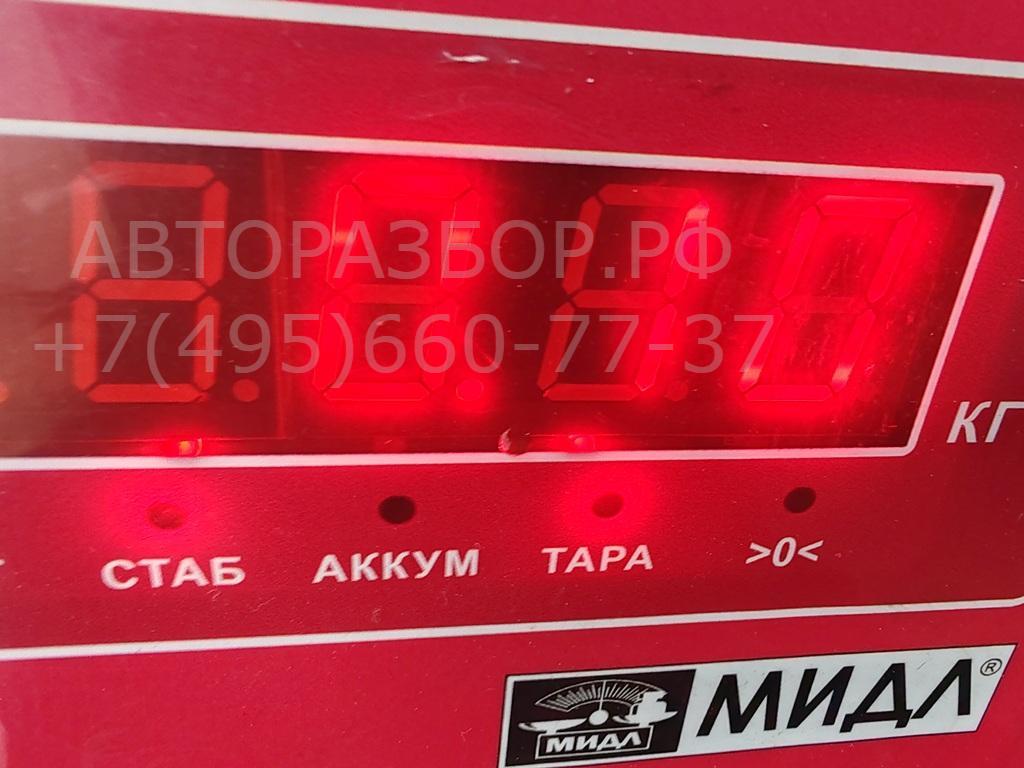 АВТОРАЗБОР.РФ
+7(495)660-77-37
КГ
СТАБ
АККУМ
ТАРА
>0<
МИДЛ
МИДЛ®